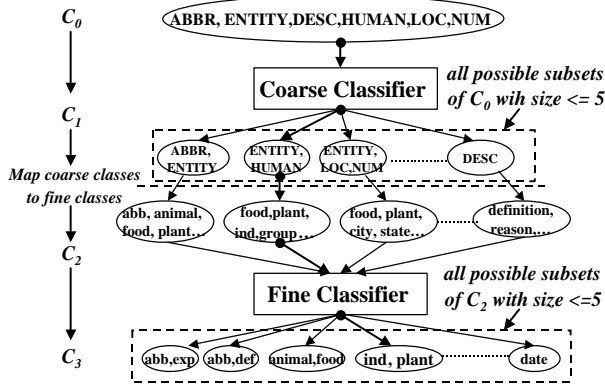 C0
ABBR, ENTITY,DESC,HUMAN,LOC,NUM
Coarse Classifier
all possible subsets
of C0 wih size <= 5
C1
ABBR,
ENTITY
ENTITY,
HUMAN
ENTITY,
LOC,NUM
DESC
Map coarse classes
to fine classes
abb, animal,
food, plant...
food,plant,
ind,group...
food, plant,
city, state...
definition,
reason,...
C2
Fine Classifier
all possible subsets
of C2 with size <=5
C3
abb,exp
abb,def
animal,food
ind, plant
date